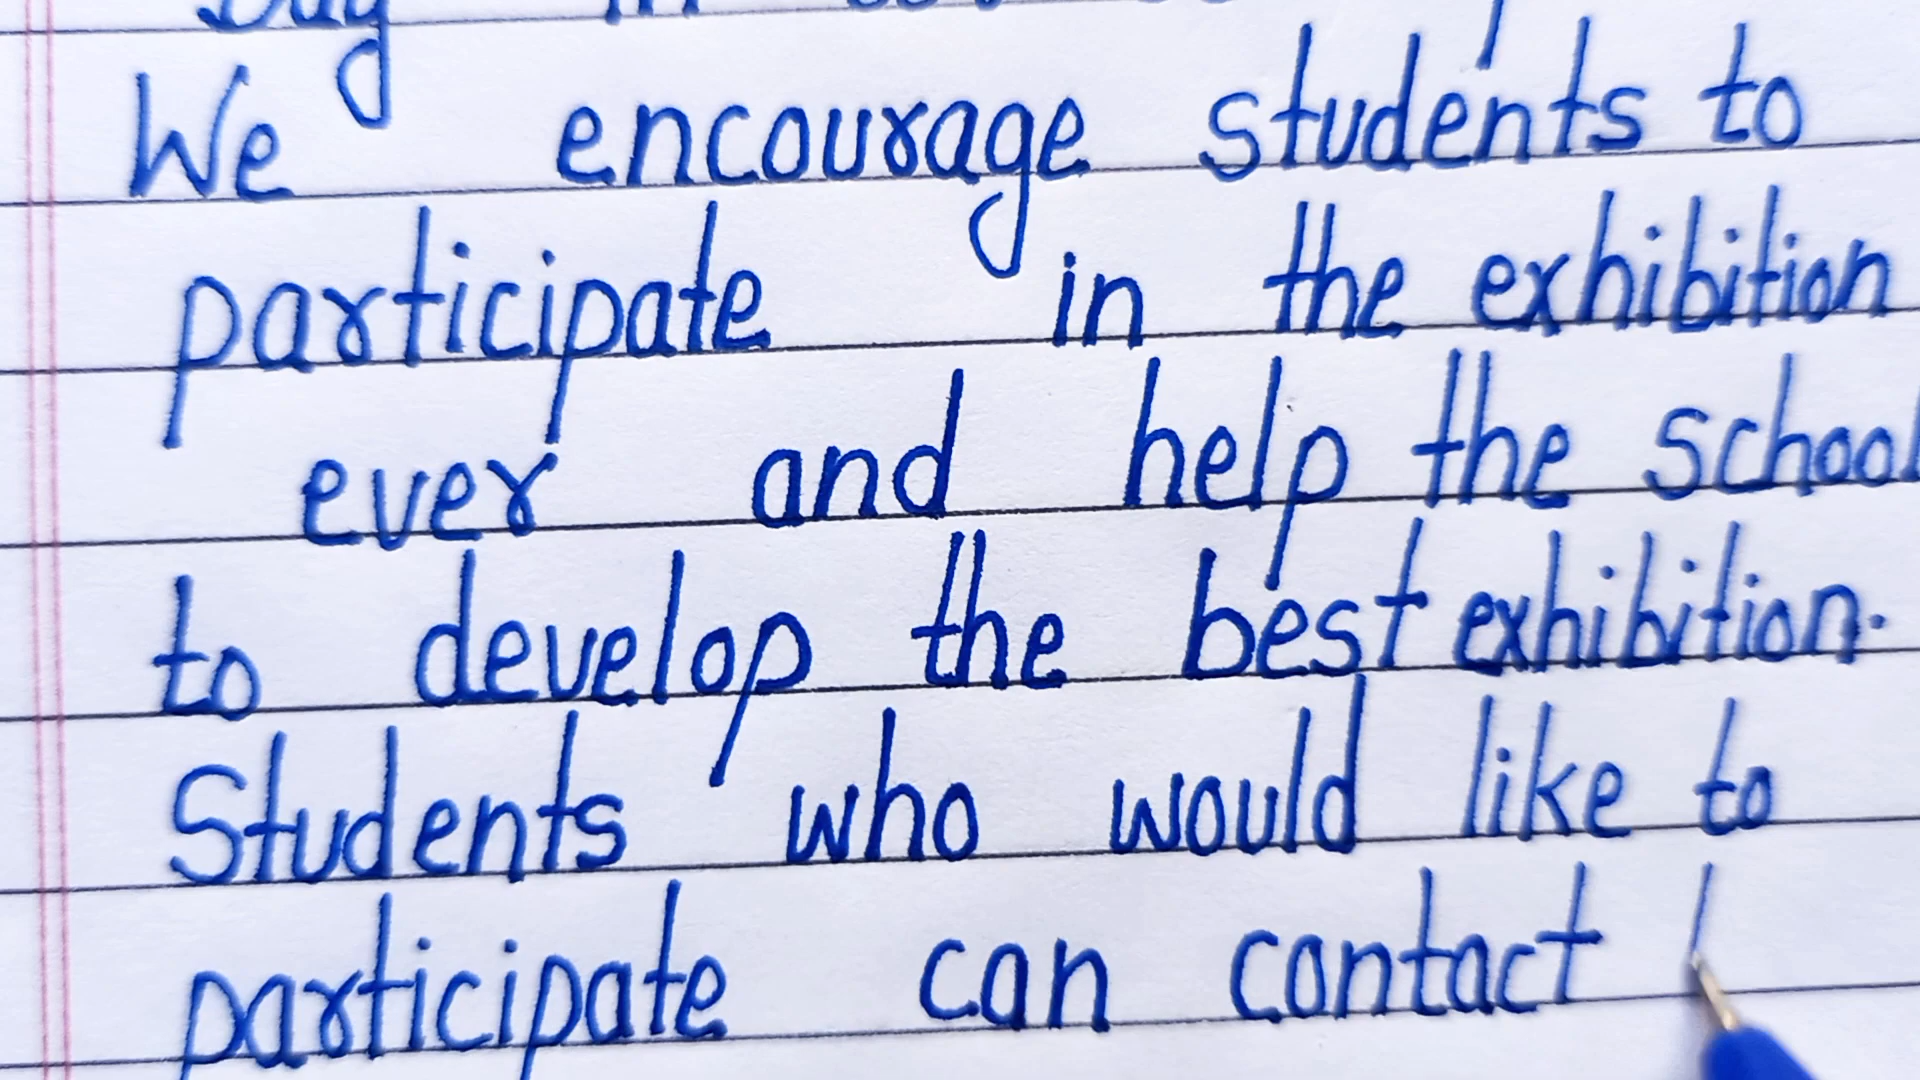 We encourage students to
participate in the exhibition
ever and help the school
to develop the best exhibition.
Students who would like to
participate can contact